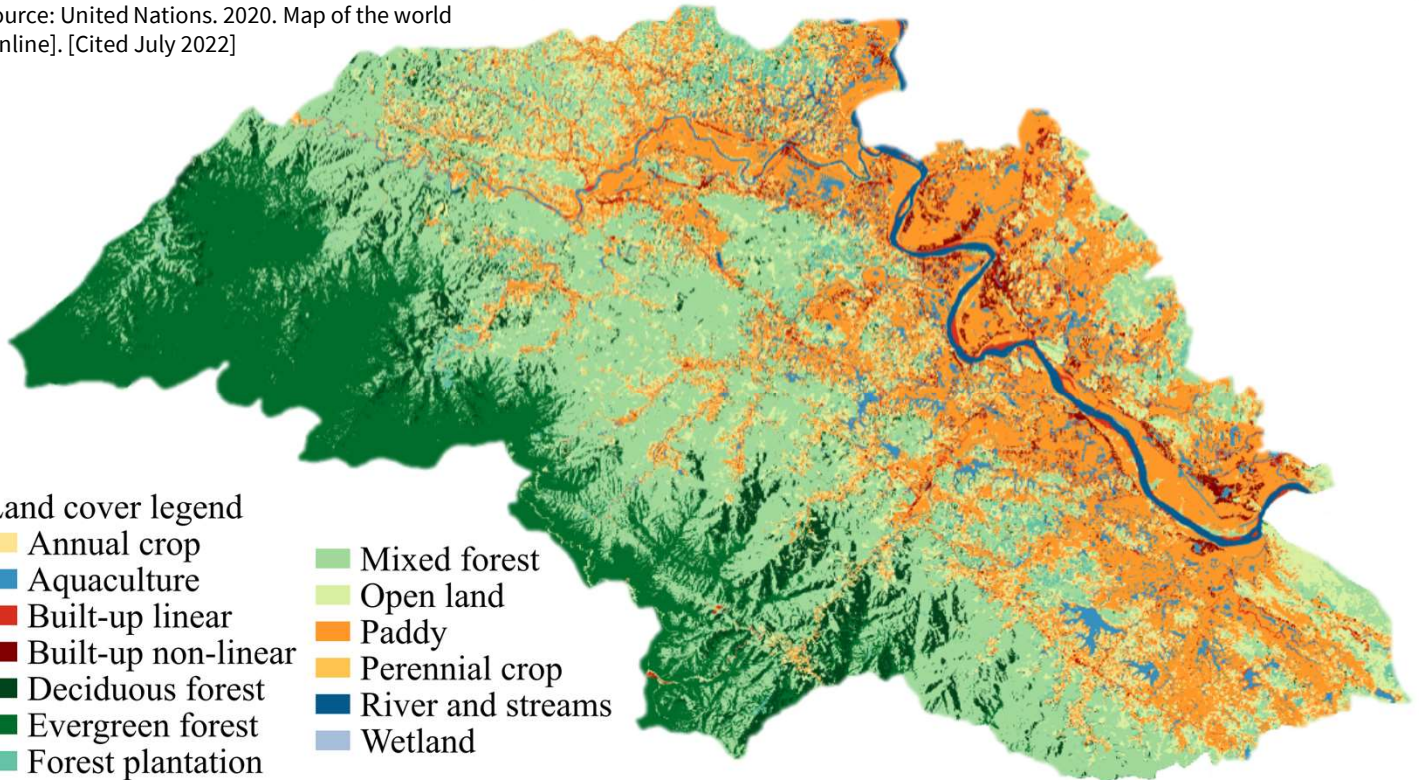 ource: United Nations. 2020. Map of the world
nline]. [Cited July 2022]
Land cover legend
Annual crop
Aquaculture
Built-up linear
Built-up non-linear
Deciduous forest
Evergreen forest
Forest plantation
Mixed forest
Open land
Paddy
Perennial crop
River and streams
Wetland